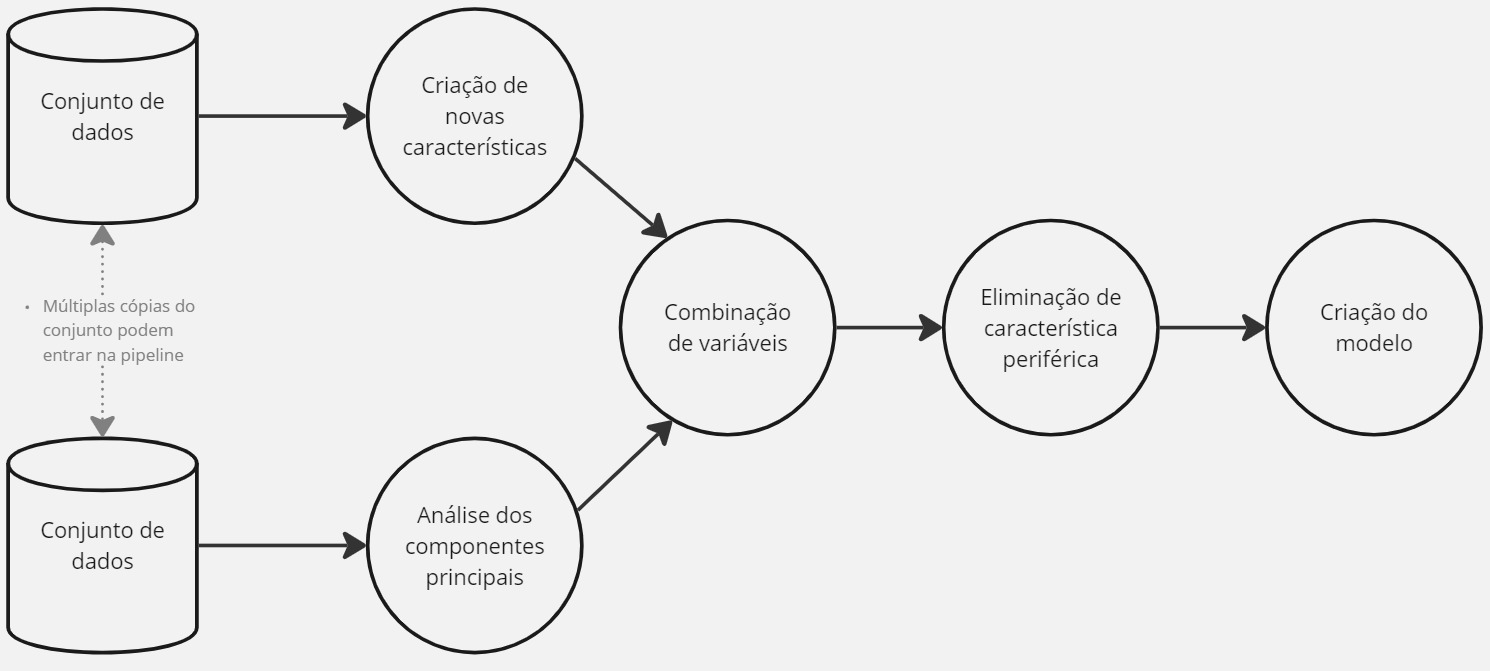 Conjunto de
dados
Criação de
novas
características
• Múltiplas cópias do
conjunto podem
entrar na pipeline
Combinação
de variáveis
Eliminação de
característica
periférica
Criação do
modelo
Conjunto de
dados
Análise dos
componentes
principais